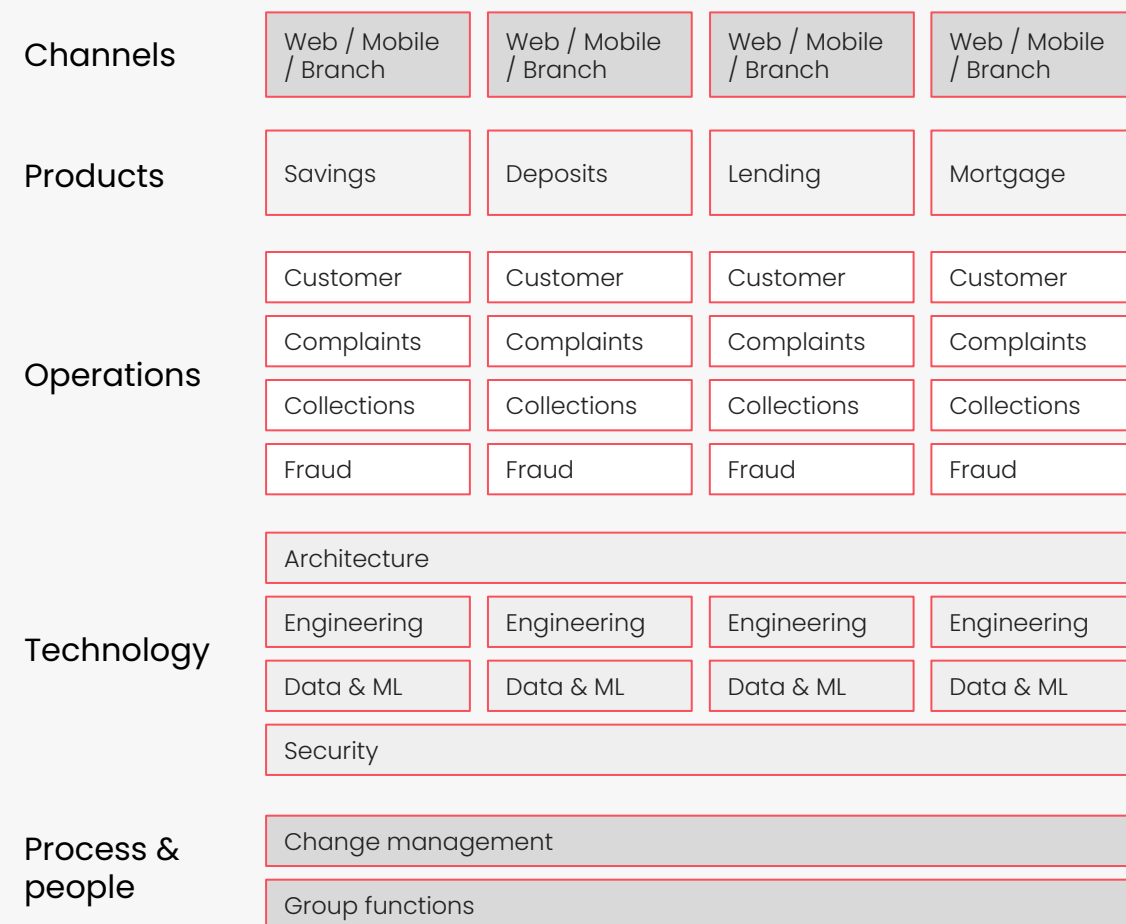 Channels
Web / Mobile
/ Branch
Web / Mobile
/ Branch
Web / Mobile
/ Branch
Web / Mobile
/ Branch
Products
Savings
Deposits
Lending
Mortgage
Operations
Customer
Customer
Customer
Customer
Complaints
Complaints
Complaints
Complaints
Collections
Collections
Collections
Collections
Fraud
Fraud
Fraud
Fraud
Technology
Architecture
Engineering
Engineering
Engineering
Engineering
Data & ML
Data & ML
Data & ML
Data & ML
Security
Process &
people
Change management
Group functions